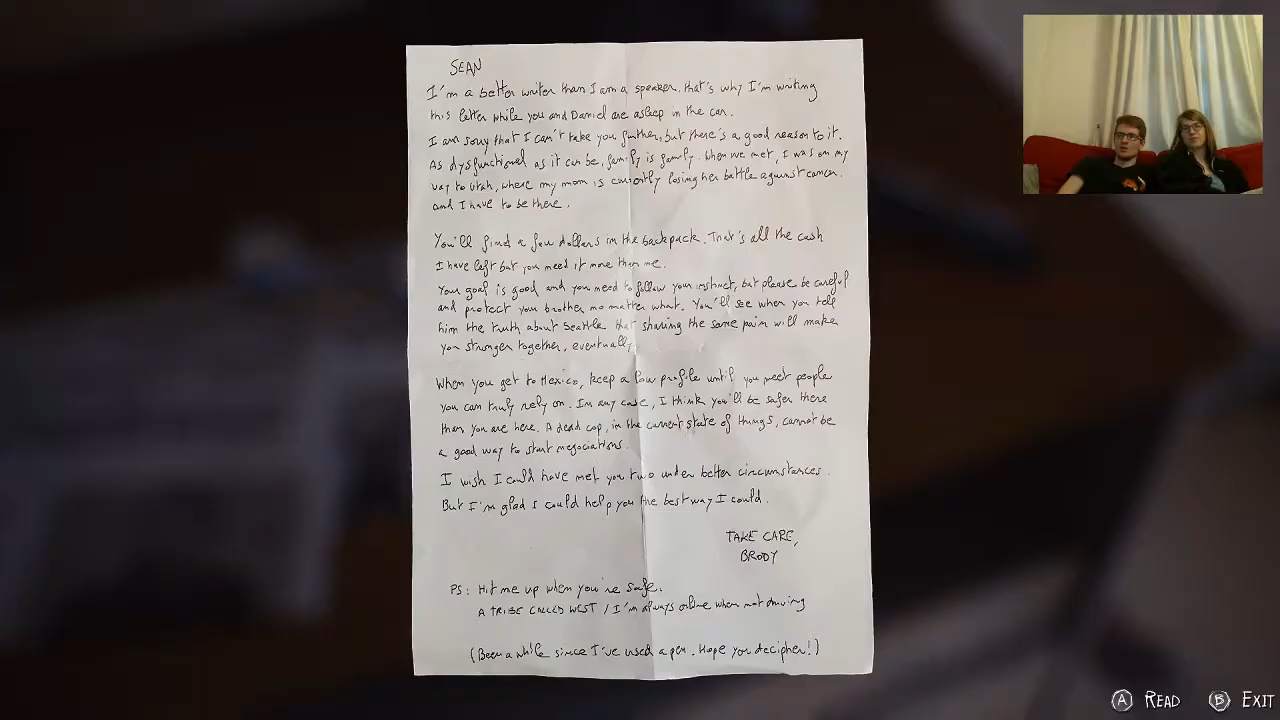 SEAN
I'm a better writer than I am a speaker. that's why I'm writing
this letter while you and Daniel are asleep in the car.
I am sorry that I can't take you further, but there's a good reason to it.
As dysfunctional as it can be, family is family. When we met, I was on my
way to Utah, where my mom is currently losing her battle against cancer.
and I have to be there.
You'll find a few dollars in the backpack. That's all the cash
I have left but you need it more than me.
Your goal is good and you need to follow your instinct, but please be careful
and protect your brother no matter what. You'll see when you tell
him the truth about Seattle that sharing the same pain will make
you stronger together, eventually.
When you get to Mexico, keep a low profile until you meet people
you can truly rely on. In any case, I think you'll be safer there
than you are here. A dead cop, in the current state of things, cannot be
a good way to start negociations.
I wish I could have met you two under better circumstances.
But I'm glad I could help you the best way I could.
TAKE CARE,
BRODY
PS: Hit me up when you're safe.
A TRIBE CALLED WEST / I'm always online when not driving
(Been a while since I've used a pen. Hope you decipher!)
A READ B EXIT